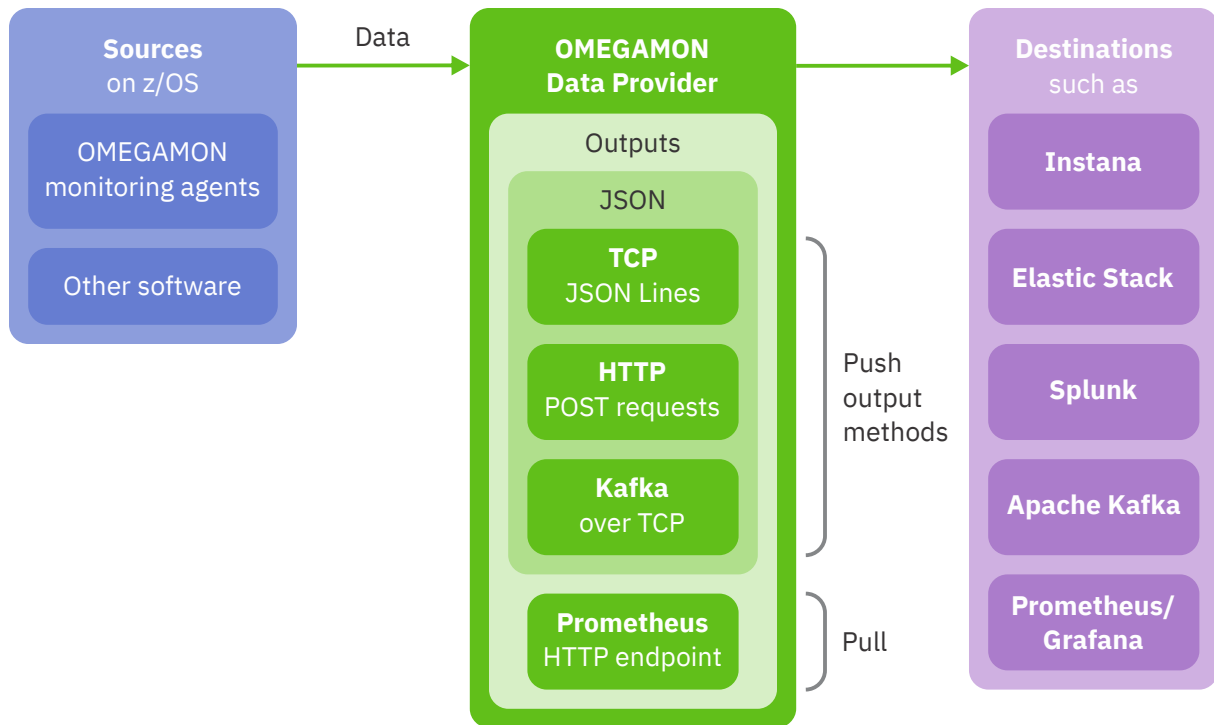 Sources
on z/OS
OMEGAMON
monitoring agents
Other software
Data
OMEGAMON
Data Provider
Outputs
JSON
TCP
JSON Lines
HTTP
POST requests
Kafka
over TCP
Prometheus
HTTP endpoint
Push
output
methods
Pull
Destinations
such as
Instana
Elastic Stack
Splunk
Apache Kafka
Prometheus/
Grafana